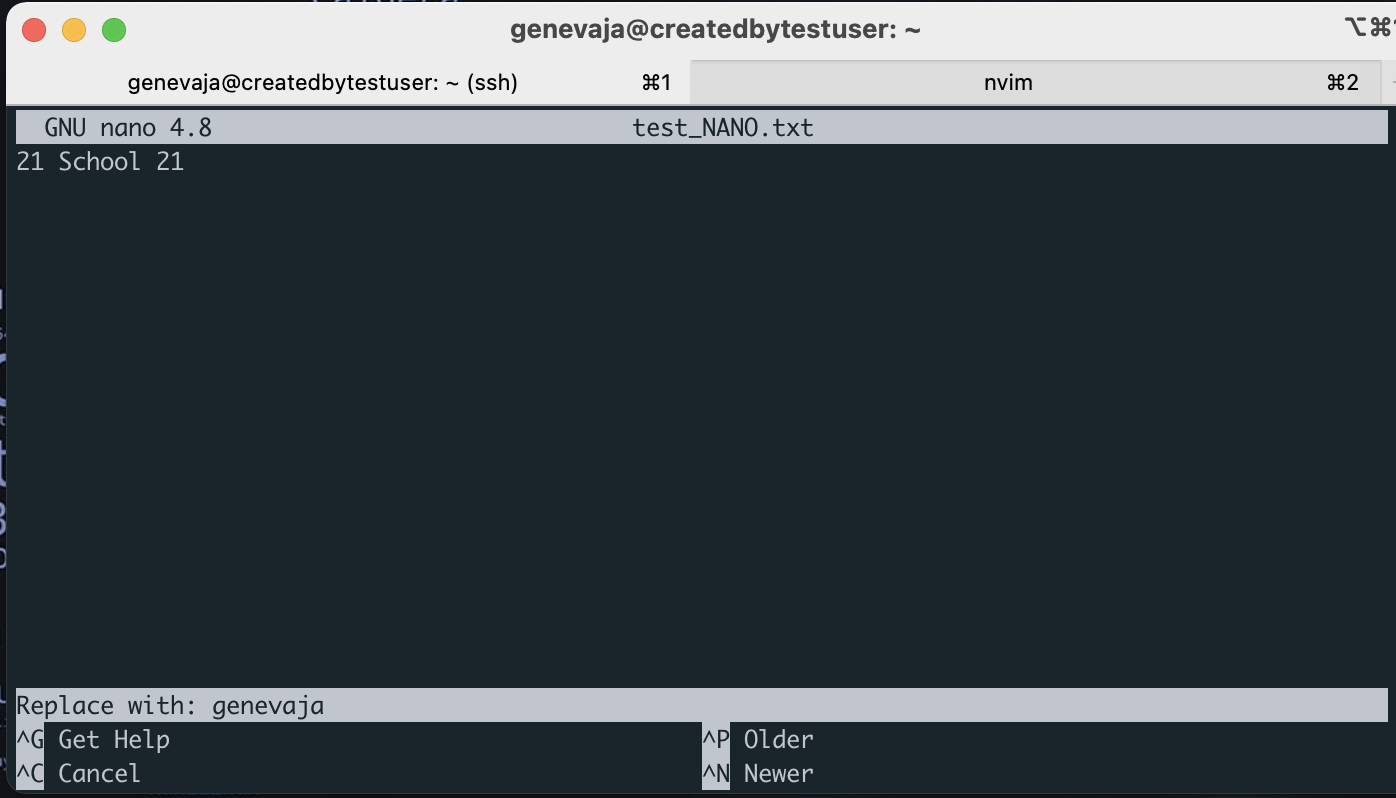 genevaja@createdbytestuser: ~ ⌥⌘
genevaja@createdbytestuser: ~ (ssh) ⌘1 nvim ⌘2
GNU nano 4.8 test_NANO.txt
21 School 21
Replace with: genevaja
^G Get Help ^P Older
^C Cancel ^N Newer